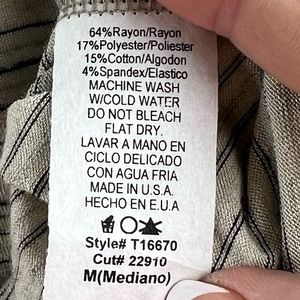 64%Rayon/Rayon
17%Polyester/Poliester
15%Cotton/Algodon
4%Spandex/Elastico
MACHINE WASH
W/COLD WATER
DO NOT BLEACH
FLAT DRY.
LAVAR A MANO EN
CICLO DELICADO
CON AGUA FRIA
MADE IN U.S.A.
HECHO EN E.U.A
Style# T16670
Cut# 22910
M(Mediano)